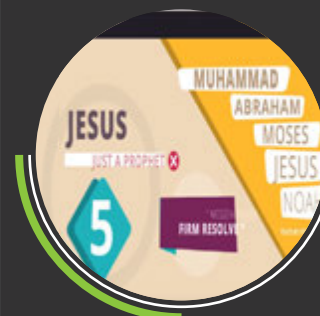 JESUS
JUST A PROPHET
5
FIRM RESOLVE
MUHAMMAD
ABRAHAM
MOSES
JESUS
NOAH